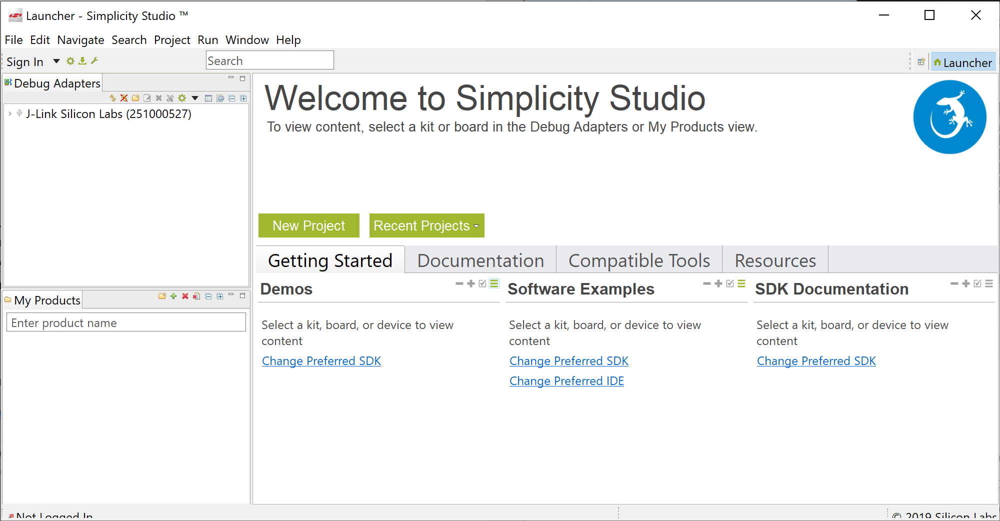 Launcher - Simplicity Studio ™
File Edit Navigate Search Project Run Window Help
Sign In
Search
Launcher
Debug Adapters
J-Link Silicon Labs (251000527)
My Products
Enter product name
Welcome to Simplicity Studio
To view content, select a kit or board in the Debug Adapters or My Products view.
New Project
Recent Projects
Getting Started Documentation Compatible Tools Resources
Demos
Select a kit, board, or device to view
content
Change Preferred SDK
Software Examples
Select a kit, board, or device to view
content
Change Preferred SDK
Change Preferred IDE
SDK Documentation
Select a kit, board, or device to view
content
Change Preferred SDK
Not Logged In
© 2019 Silicon Labs